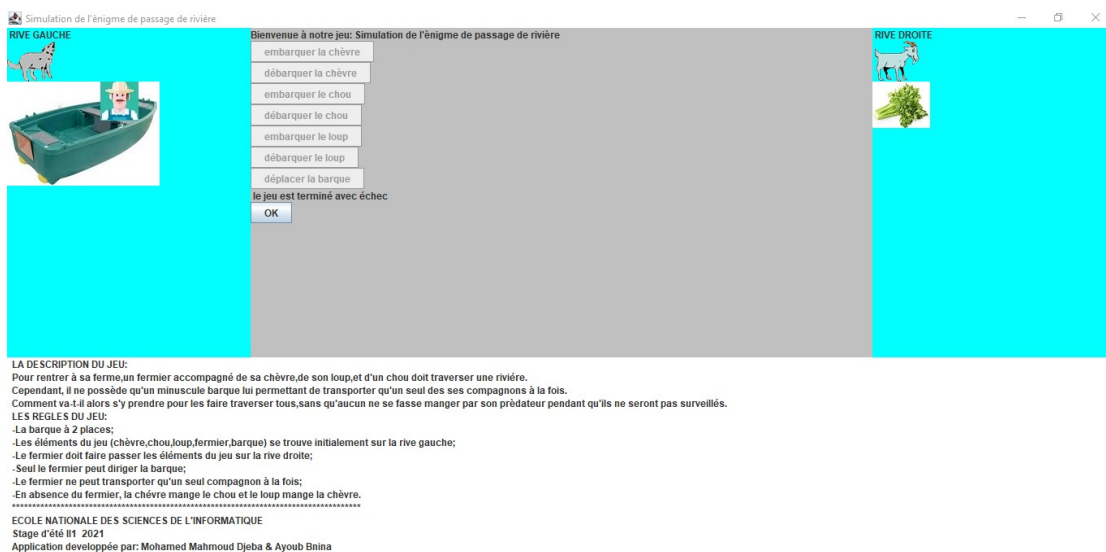 Simulation de l'ènigme de passage de rivière
RIVE GAUCHE
Bienvenue à notre jeu: Simulation de l'ènigme de passage de rivière
RIVE DROITE
embarquer la chèvre
débarquer la chèvre
embarquer le chou
débarquer le chou
embarquer le loup
débarquer le loup
déplacer la barque
le jeu est terminé avec échec
OK
LA DESCRIPTION DU JEU:
Pour rentrer à sa ferme,un fermier accompagné de sa chèvre,de son loup,et d'un chou doit traverser une riviére.
Cependant, il ne possède qu'un minuscule barque lui permettant de transporter qu'un seul des ses compagnons à la fois.
Comment va-t-il alors s'y prendre pour les faire traverser tous,sans qu'aucun ne se fasse manger par son prèdateur pendant qu'ils ne seront pas surveillés.
LES REGLES DU JEU:
-La barque à 2 places;
-Les éléments du jeu (chèvre,chou,loup,fermier,barque) se trouve initialement sur la rive gauche;
-Le fermier doit faire passer les éléments du jeu sur la rive droite;
-Seul le fermier peut diriger la barque;
-Le fermier ne peut transporter qu'un seul compagnon à la fois;
-En absence du fermier, la chévre mange le chou et le loup mange la chèvre.
**************************************************************************************
ECOLE NATIONALE DES SCIENCES DE L'INFORMATIQUE
Stage d'été II1 2021
Application developpée par: Mohamed Mahmoud Djeba & Ayoub Bnina